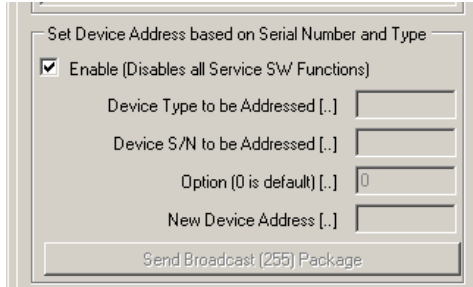 Set Device Address based on Serial Number and Type
Enable (Disables all Service SW Functions)
Device Type to be Addressed [..]
Device S/N to be Addressed [..]
Option (0 is default) [..] 0
New Device Address [..]
Send Broadcast (255) Package